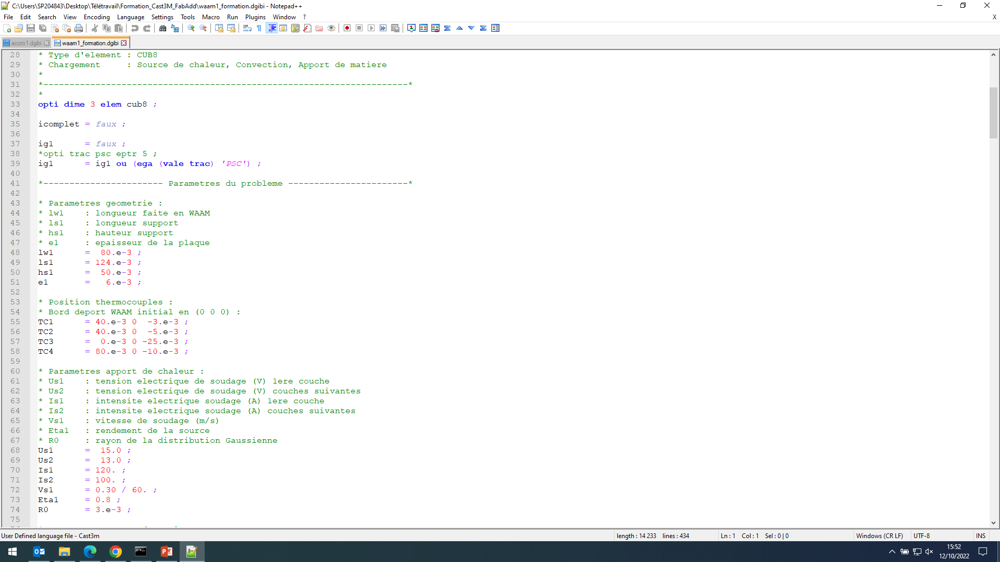 C:\Users\SP204843\Desktop\Télétravail\Formation_Cast3M_FabAdd\waam1_formation.dgibi - Notepad++
File Edit Search View Encoding Language Settings Tools Macro Run Plugins Window ? X
accro1.dgibi waam1_formation.dgibi
28 * Type d'element : CUB8
29 * Chargement     : Source de chaleur, Convection, Apport de matiere
30 *
31 *----------------------------------------------------------------------*
32 *
33 opti dime 3 elem cub8 ;
34
35 icomplet = faux ;
36
37 ig1      = faux ;
38 *opti trac psc eptr 5 ;
39 ig1      = ig1 ou (ega (vale trac) 'PSC') ;
40
41 *----------------------- Parametres du probleme -----------------------*
42
43 * Parametres geometrie :
44 * lw1    : longueur faite en WAAM
45 * ls1    : longueur support
46 * hs1    : hauteur support
47 * e1     : epaisseur de la plaque
48 lw1      =  80.e-3 ;
49 ls1      = 124.e-3 ;
50 hs1      =  50.e-3 ;
51 e1       =   6.e-3 ;
52
53 * Position thermocouples :
54 * Bord deport WAAM initial en (0 0 0) :
55 TC1      = 40.e-3 0  -3.e-3 ;
56 TC2      = 40.e-3 0  -5.e-3 ;
57 TC3      =  0.e-3 0 -25.e-3 ;
58 TC4      = 80.e-3 0 -10.e-3 ;
59
60 * Parametres apport de chaleur :
61 * Us1    : tension electrique de soudage (V) 1ere couche
62 * Us2    : tension electrique de soudage (V) couches suivantes
63 * Is1    : intensite electrique soudage (A) 1ere couche
64 * Is2    : intensite electrique soudage (A) couches suivantes
65 * Vs1    : vitesse de soudage (m/s)
66 * Eta1   : rendement de la source
67 * R0     : rayon de la distribution Gaussienne
68 Us1      =  15.0 ;
69 Us2      =  13.0 ;
70 Is1      = 120. ;
71 Is2      = 100. ;
72 Vs1      = 0.30 / 60. ;
73 Eta1     = 0.8 ;
74 R0       = 3.e-3 ;
75
User Defined language file - Cast3m length : 14 233 lines : 434 Ln : 1 Col : 1 Sel : 0 | 0 Windows (CR LF) UTF-8 INS
15:52
12/10/2022